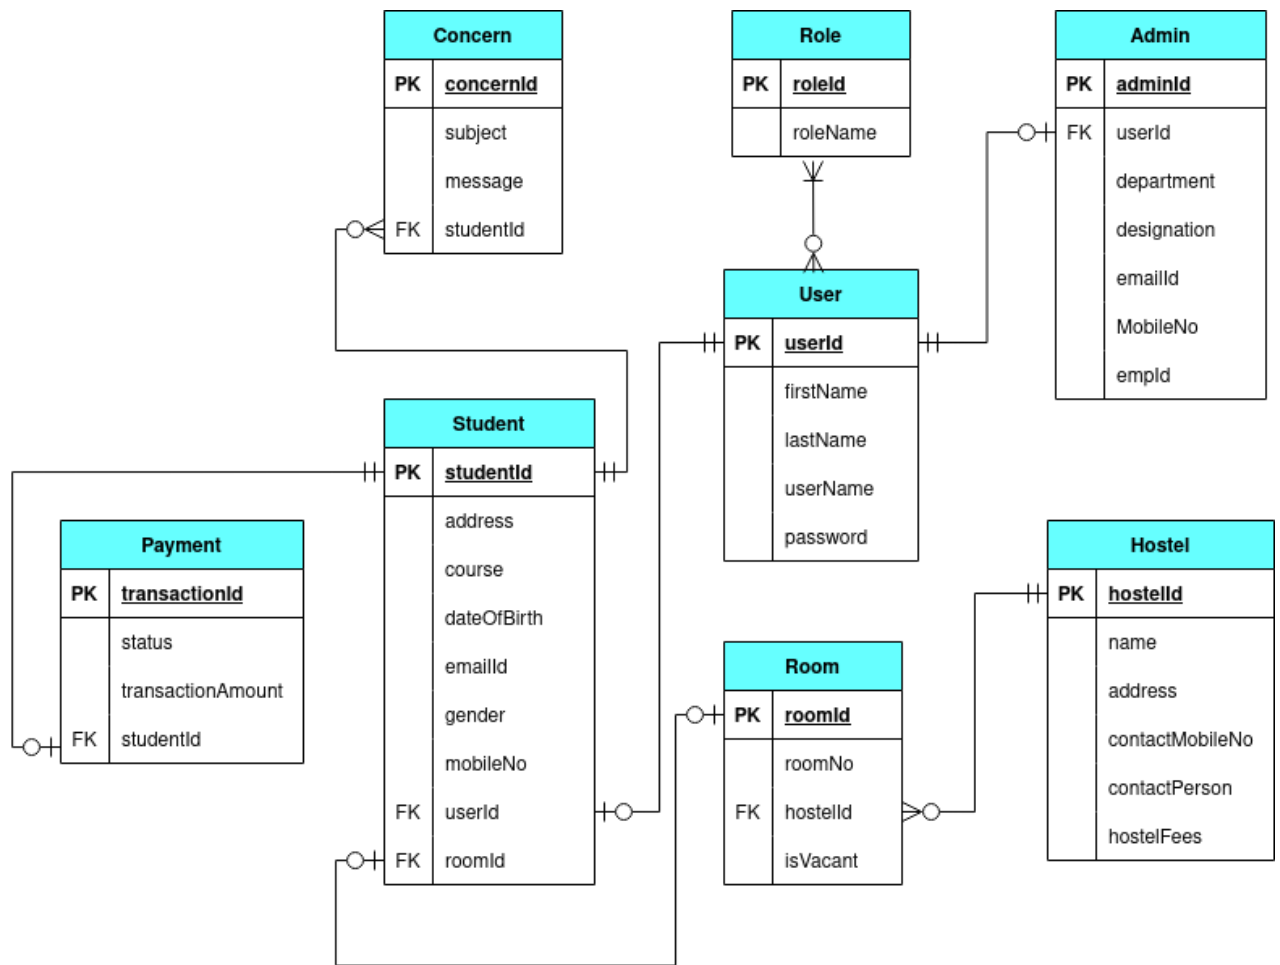 Concern
PK concernId
subject
message
FK studentId
Role
PK roleId
roleName
Admin
PK adminId
FK userId
department
designation
emailId
MobileNo
empId
User
PK userId
firstName
lastName
userName
password
Student
PK studentId
address
course
dateOfBirth
emailId
gender
mobileNo
FK userId
FK roomId
Payment
PK transactionId
status
transactionAmount
FK studentId
Room
PK roomId
roomNo
FK hostelId
isVacant
Hostel
PK hostelId
name
address
contactMobileNo
contactPerson
hostelFees